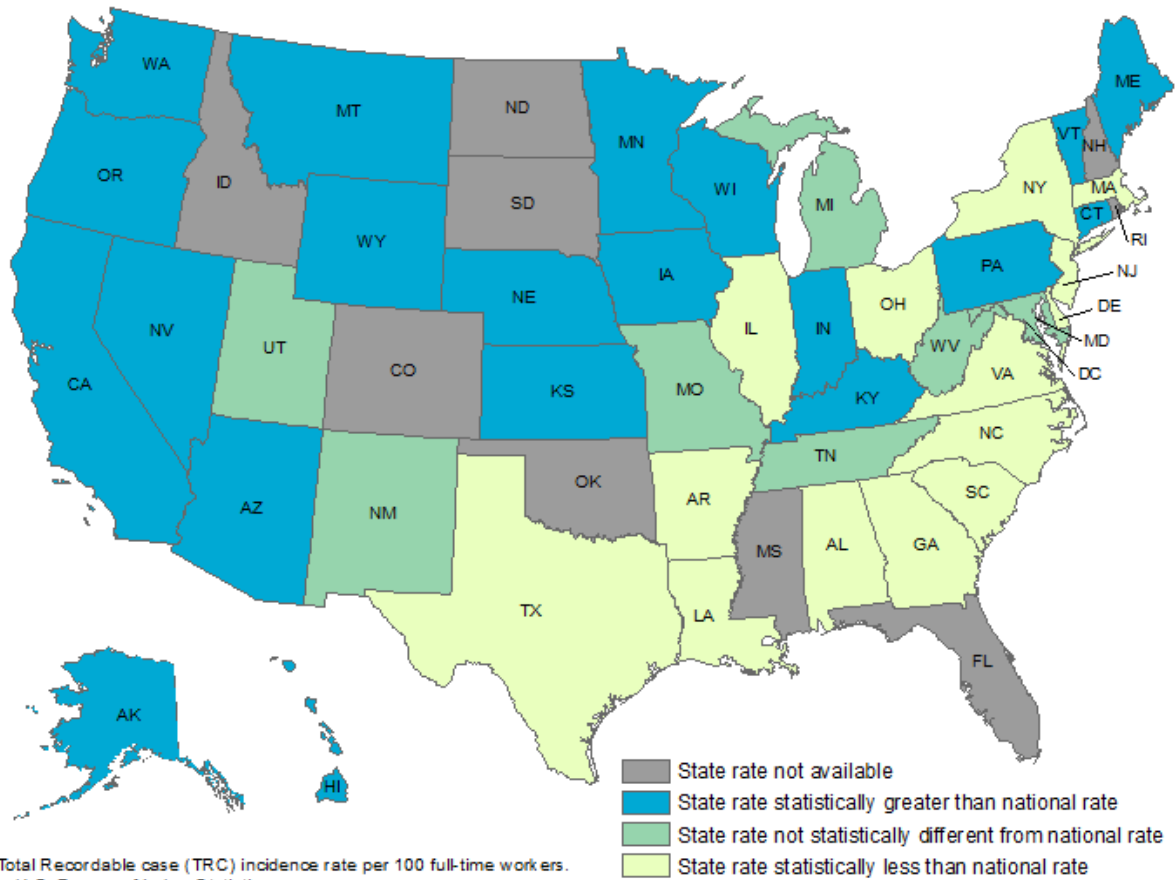 WA
MT
ND
MN
ME
VT
NH
OR
ID
SD
WI
MI
NY
MA
CT
RI
WY
IA
PA
NJ
NE
OH
DE
NV
UT
IL
IN
WV
MD
CA
CO
KS
MO
KY
VA
DC
NC
TN
AZ
NM
OK
AR
SC
MS
AL
GA
TX
LA
FL
AK
HI
State rate not available
State rate statistically greater than national rate
State rate not statistically different from national rate
State rate statistically less than national rate
Total Recordable case (TRC) incidence rate per 100 full-time workers.